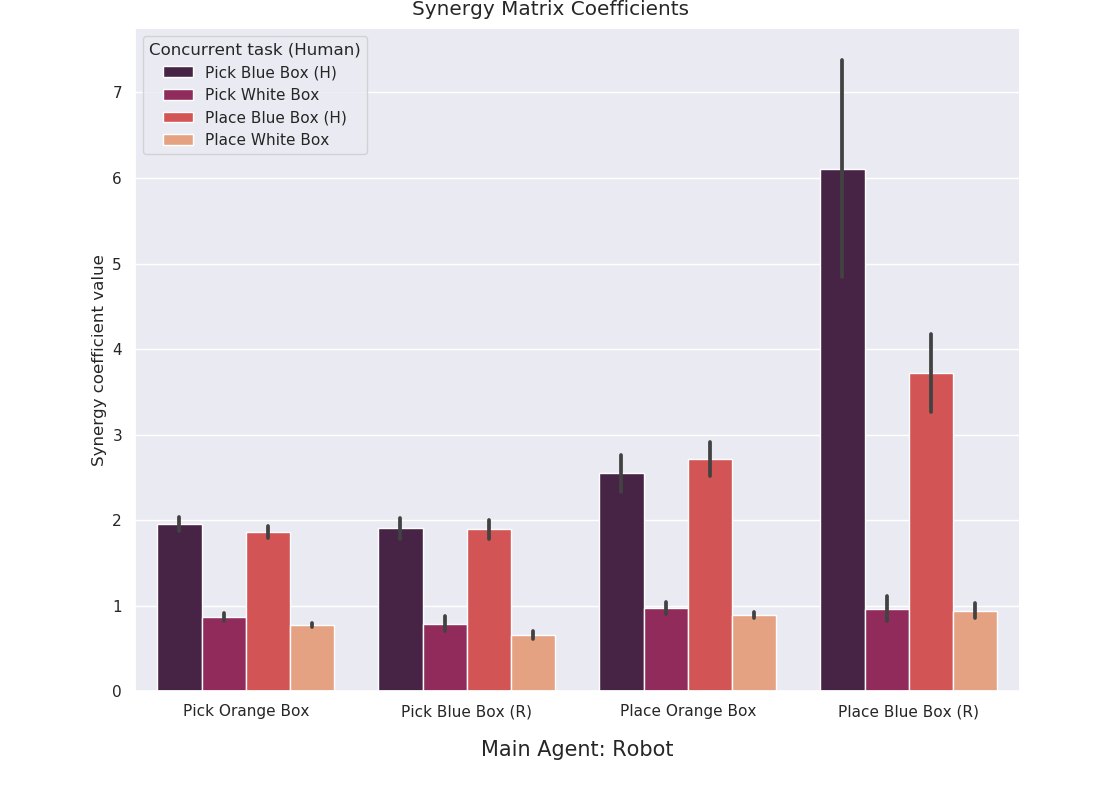 Synergy Matrix Coefficients
Concurrent task (Human)
Pick Blue Box (H)
Pick White Box
Place Blue Box (H)
Place White Box
Synergy coefficient value
7
6
5
4
3
2
1
0
Pick Orange Box
Pick Blue Box (R)
Place Orange Box
Place Blue Box (R)
Main Agent: Robot